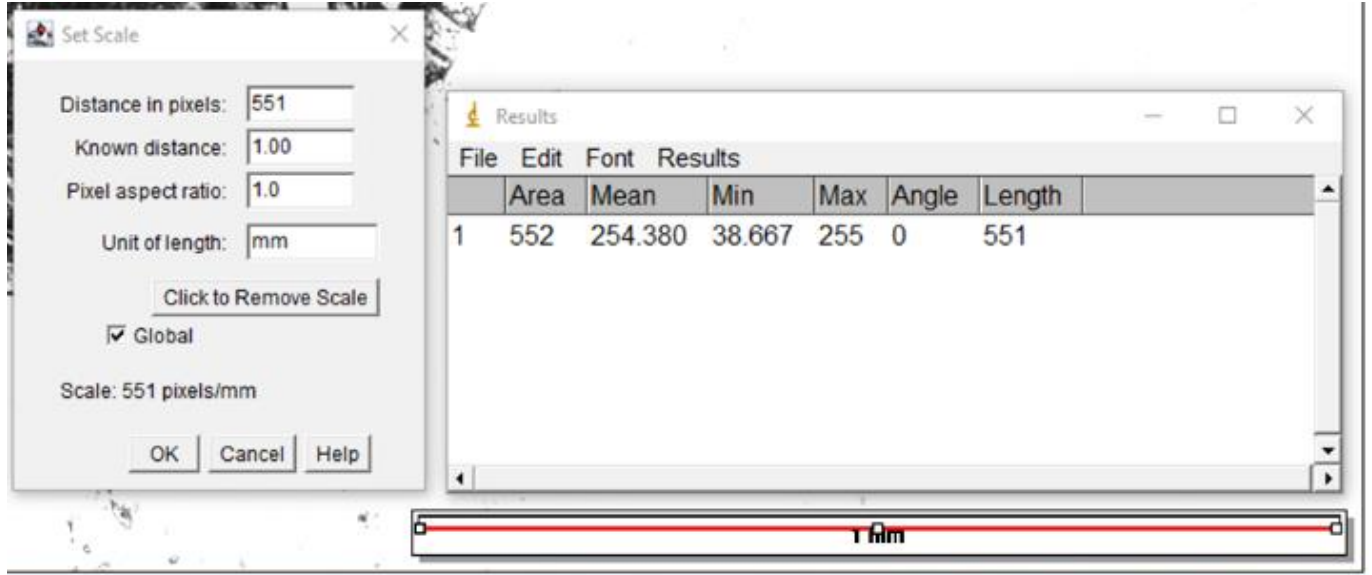 Set Scale
Distance in pixels: 551
Known distance: 1.00
Pixel aspect ratio: 1.0
Unit of length: mm
Click to Remove Scale
Global
Scale: 551 pixels/mm
OK Cancel Help
Results
File Edit Font Results
Area Mean Min Max Angle Length
1 552 254.380 38.667 255 0 551
1 mm